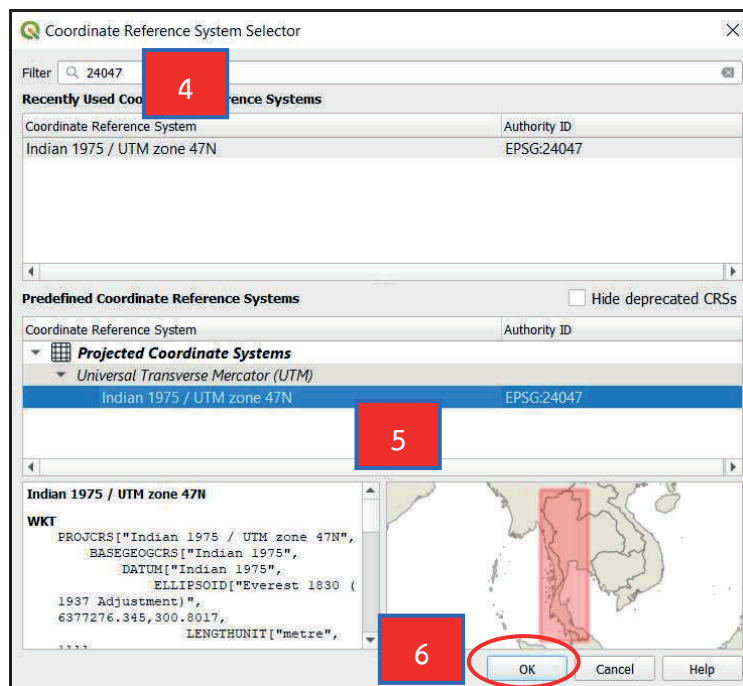 Coordinate Reference System Selector
Filter 24047
4
Recently Used Coo rence Systems
Coordinate Reference System Authority ID
Indian 1975 / UTM zone 47N EPSG:24047
Predefined Coordinate Reference Systems Hide deprecated CRSs
Coordinate Reference System Authority ID
Projected Coordinate Systems
Universal Transverse Mercator (UTM)
Indian 1975 / UTM zone 47N EPSG:24047
5
Indian 1975 / UTM zone 47N
WKT
PROJCRS["Indian 1975 / UTM zone 47N",
BASEGEOGCRS["Indian 1975",
DATUM["Indian 1975",
ELLIPSOID["Everest 1830 (
1937 Adjustment)",
6377276.345,300.8017,
LENGTHUNIT["metre",
6
OK Cancel Help